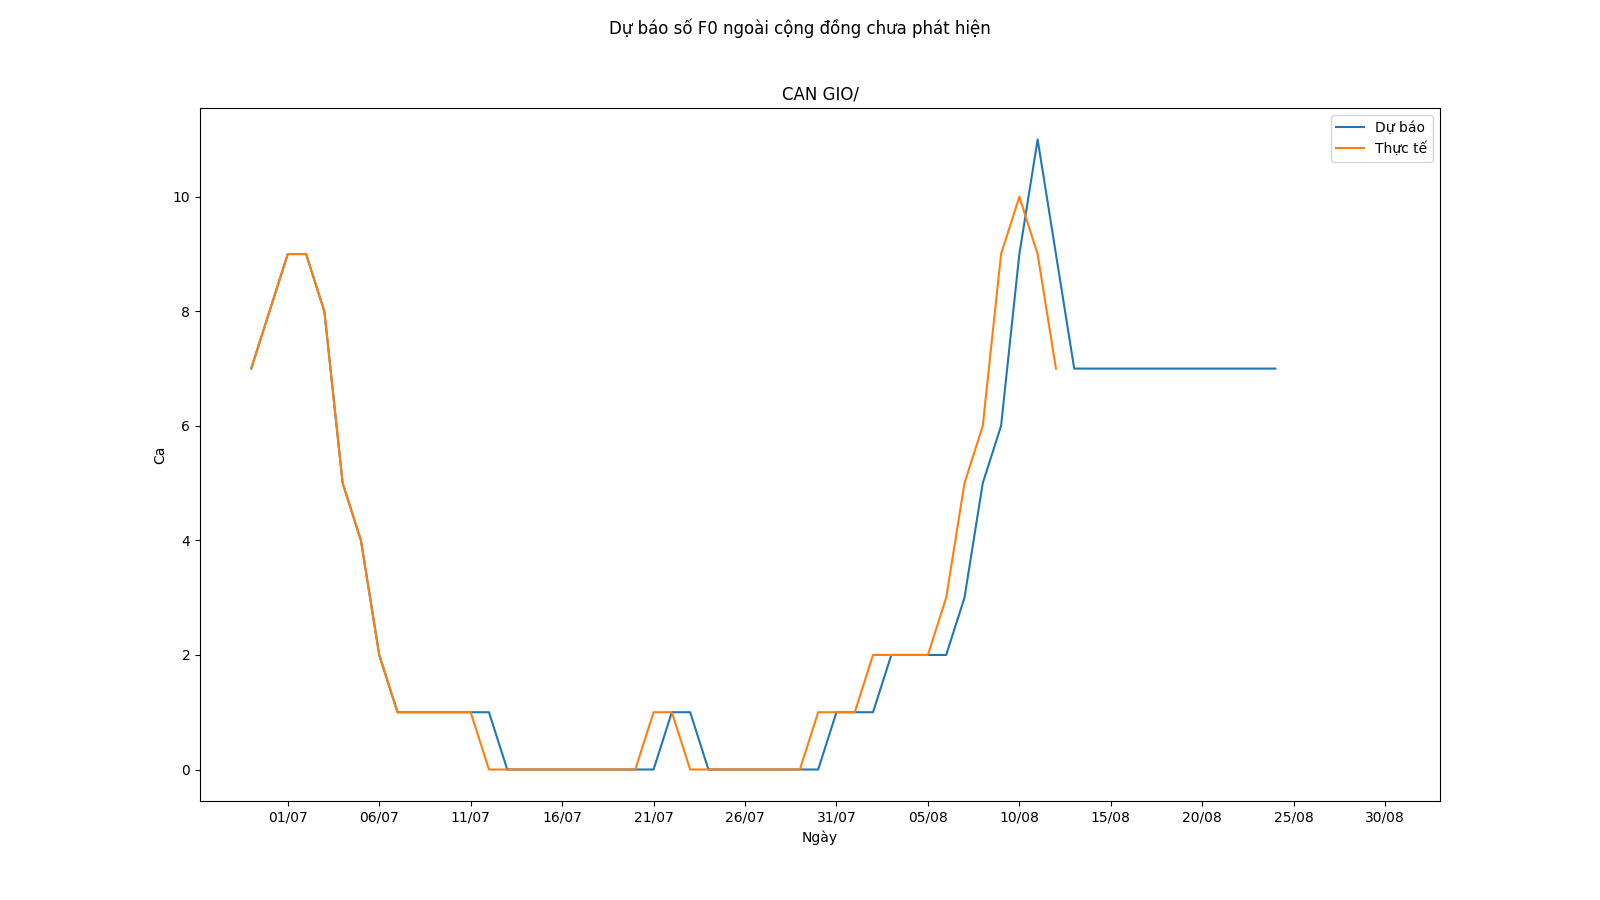 Dự báo số F0 ngoài cộng đồng chưa phát hiện
CAN GIO/
Dự báo
Thực tế
10
8
6
4
2
0
Ca
01/07 06/07 11/07 16/07 21/07 26/07 31/07 05/08 10/08 15/08 20/08 25/08 30/08
Ngày